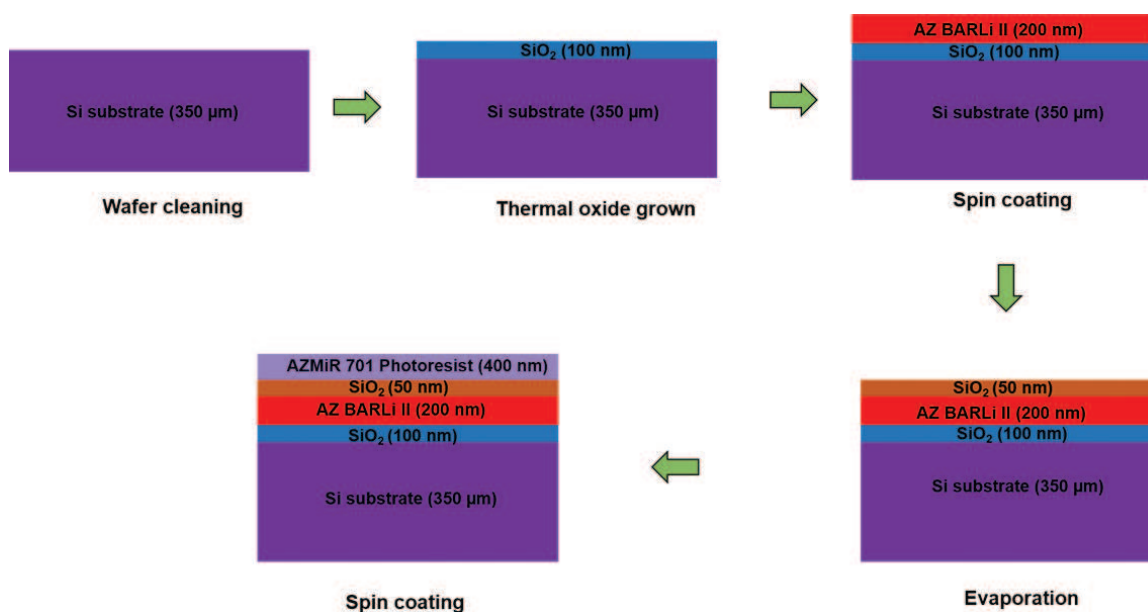 Si substrate (350 µm)
Wafer cleaning
SiO₂ (100 nm)
Si substrate (350 µm)
Thermal oxide grown
AZ BARLi II (200 nm)
SiO₂ (100 nm)
Si substrate (350 µm)
Spin coating
SiO₂ (50 nm)
AZ BARLi II (200 nm)
SiO₂ (100 nm)
Si substrate (350 µm)
Evaporation
AZMiR 701 Photoresist (400 nm)
SiO₂ (50 nm)
AZ BARLi II (200 nm)
SiO₂ (100 nm)
Si substrate (350 µm)
Spin coating